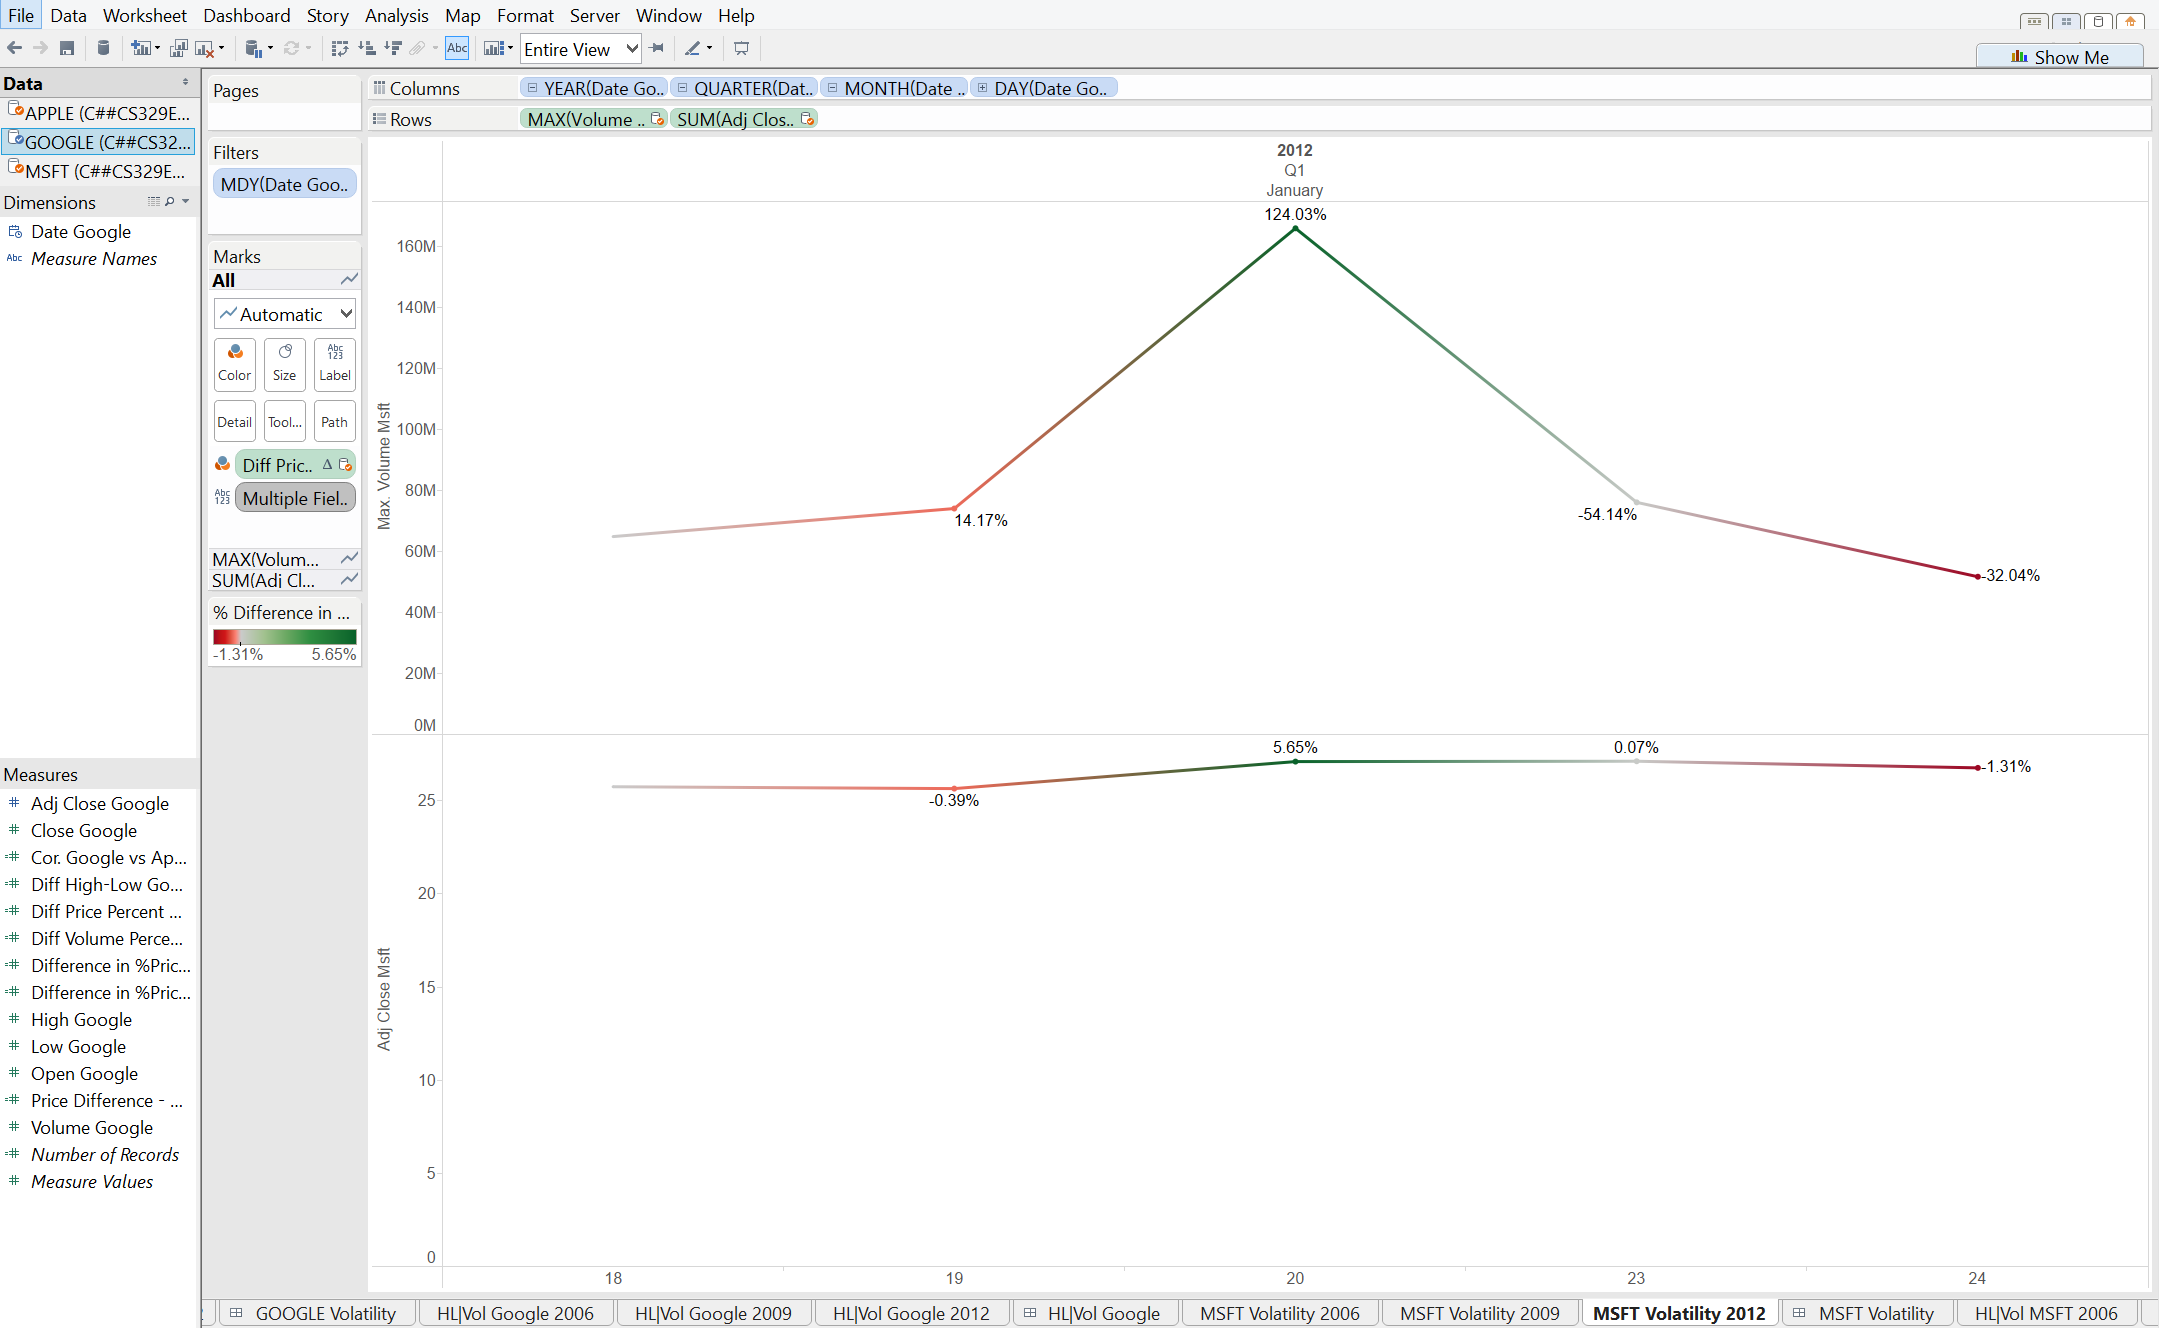 File Data Worksheet Dashboard Story Analysis Map Format Server Window Help
Abc Entire View
Show Me
Data
APPLE (C##CS329E...
GOOGLE (C##CS32...
MSFT (C##CS329E...
Dimensions
Date Google
Abc Measure Names
Measures
Adj Close Google
Close Google
Cor. Google vs Ap...
Diff High-Low Go...
Diff Price Percent ...
Diff Volume Perce...
Difference in %Pric...
Difference in %Pric...
High Google
Low Google
Open Google
Price Difference - ...
Volume Google
Number of Records
Measure Values
Pages
Filters
MDY(Date Goo..
Marks
All
Automatic
Color Size Abc 123 Label
Detail Tool... Path
Diff Pric.. Δ
Abc 123 Multiple Fiel..
MAX(Volum...
SUM(Adj Cl...
% Difference in ...
-1.31% 5.65%
Columns YEAR(Date Go.. QUARTER(Dat.. MONTH(Date .. DAY(Date Go..
Rows MAX(Volume .. SUM(Adj Clos..
2012
Q1
January
Max. Volume Msft
160M
140M
120M
100M
80M
60M
40M
20M
0M
124.03%
14.17%
-54.14%
-32.04%
Adj Close Msft
25
20
15
10
5
0
5.65%
0.07%
-0.39%
-1.31%
18 19 20 23 24
GOOGLE Volatility HL|Vol Google 2006 HL|Vol Google 2009 HL|Vol Google 2012 HL|Vol Google MSFT Volatility 2006 MSFT Volatility 2009 MSFT Volatility 2012 MSFT Volatility HL|Vol MSFT 2006